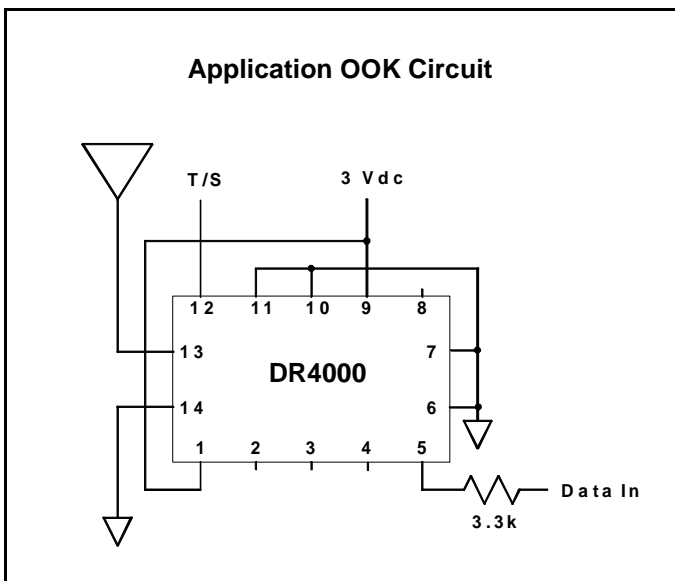 Application OOK Circuit
T/S
3 Vdc
12 11 10 9 8
13
7
DR4000
14
6
1 2 3 4 5
Data In
3.3k